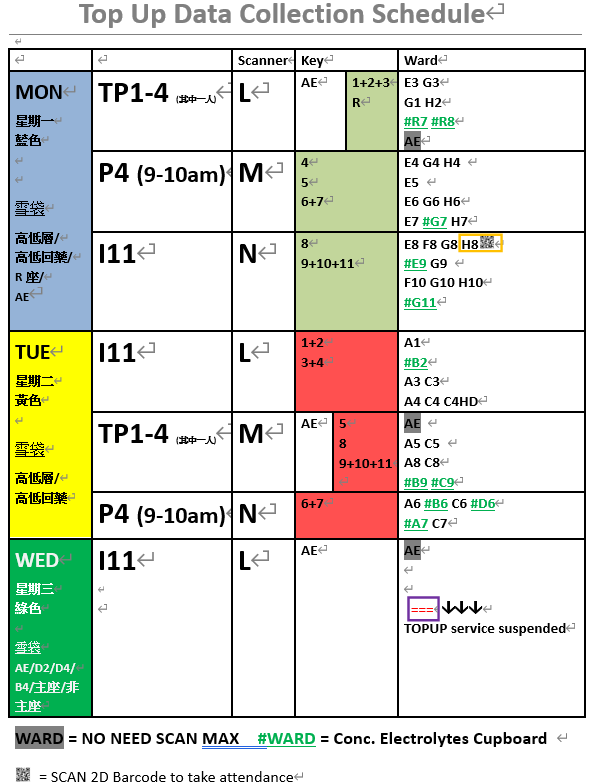 Top Up Data Collection Schedule
Scanner Key Ward
MON
星期一
藍色
雪袋
高低層/
高低回藥/
R 座/
AE
TP1-4 (其中一人) L
AE
1+2+3
R
E3 G3
G1 H2
#R7 #R8
AE
P4 (9-10am) M
4
5
6+7
E4 G4 H4
E5
E6 G6 H6
E7 #G7 H7
I11 N
8
9+10+11
E8 F8 G8 H8
#E9 G9
F10 G10 H10
#G11
TUE
星期二
黃色
雪袋
高低層/
高低回藥
I11 L
1+2
3+4
A1
#B2
A3 C3
A4 C4 C4HD
TP1-4 (其中一人) M
AE
5
8
9+10+11
AE
A5 C5
A8 C8
#B9 #C9
P4 (9-10am) N
6+7
A6 #B6 C6 #D6
#A7 C7
WED
星期三
綠色
雪袋
AE/D2/D4/
B4/主座/非
主座
I11 L
AE
AE
===↓↓↓
TOPUP service suspended
WARD = NO NEED SCAN MAX #WARD = Conc. Electrolytes Cupboard
= SCAN 2D Barcode to take attendance